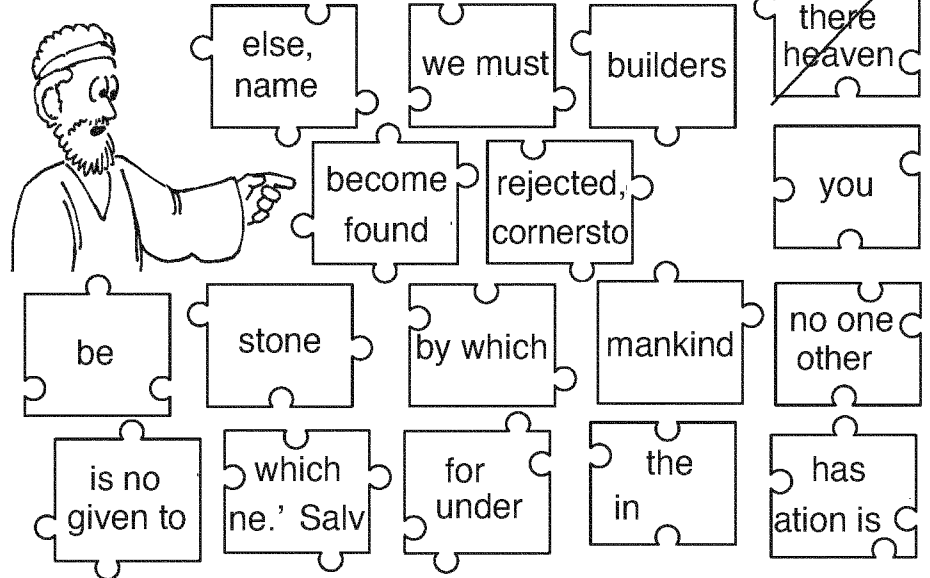 else,
name
we must
builders
there
heaven
become
found
rejected,
cornersto
you
be
stone
by which
mankind
no one
other
is no
given to
which
ne.' Salv
for
under
the
in
has
ation is